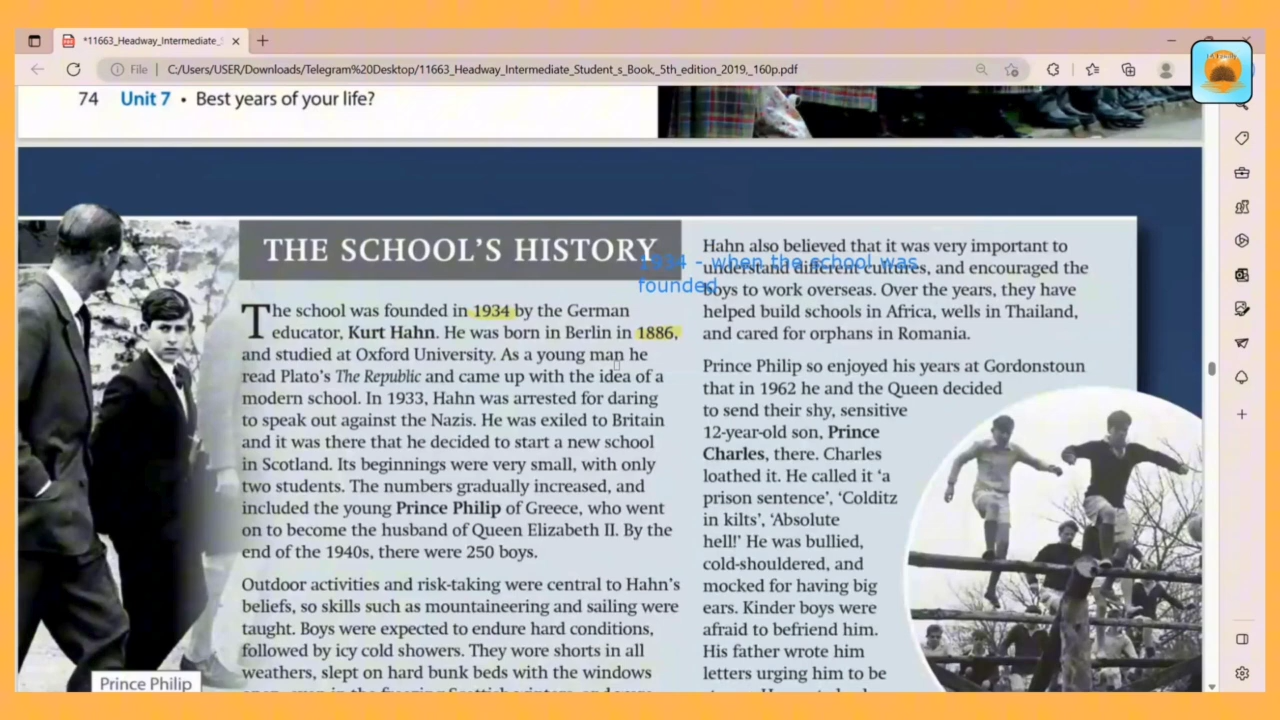 *11663_Headway_Intermediate_S
File
C:/Users/USER/Downloads/Telegram%20Desktop/11663_Headway_Intermediate_Student_s_Book,_5th_edition_2019,_160p.pdf
74 Unit 7 • Best years of your life?
THE SCHOOL'S HISTORY
1934 - when the school was
founded
The school was founded in 1934 by the German
educator, Kurt Hahn. He was born in Berlin in 1886,
and studied at Oxford University. As a young man he
read Plato's The Republic and came up with the idea of a
modern school. In 1933, Hahn was arrested for daring
to speak out against the Nazis. He was exiled to Britain
and it was there that he decided to start a new school
in Scotland. Its beginnings were very small, with only
two students. The numbers gradually increased, and
included the young Prince Philip of Greece, who went
on to become the husband of Queen Elizabeth II. By the
end of the 1940s, there were 250 boys.
Outdoor activities and risk-taking were central to Hahn's
beliefs, so skills such as mountaineering and sailing were
taught. Boys were expected to endure hard conditions,
followed by icy cold showers. They wore shorts in all
weathers, slept on hard bunk beds with the windows
Prince Philip
Hahn also believed that it was very important to
understand different cultures, and encouraged the
boys to work overseas. Over the years, they have
helped build schools in Africa, wells in Thailand,
and cared for orphans in Romania.
Prince Philip so enjoyed his years at Gordonstoun
that in 1962 he and the Queen decided
to send their shy, sensitive
12-year-old son, Prince
Charles, there. Charles
loathed it. He called it 'a
prison sentence', 'Colditz
in kilts', 'Absolute
hell!' He was bullied,
cold-shouldered, and
mocked for having big
ears. Kinder boys were
afraid to befriend him.
His father wrote him
letters urging him to be